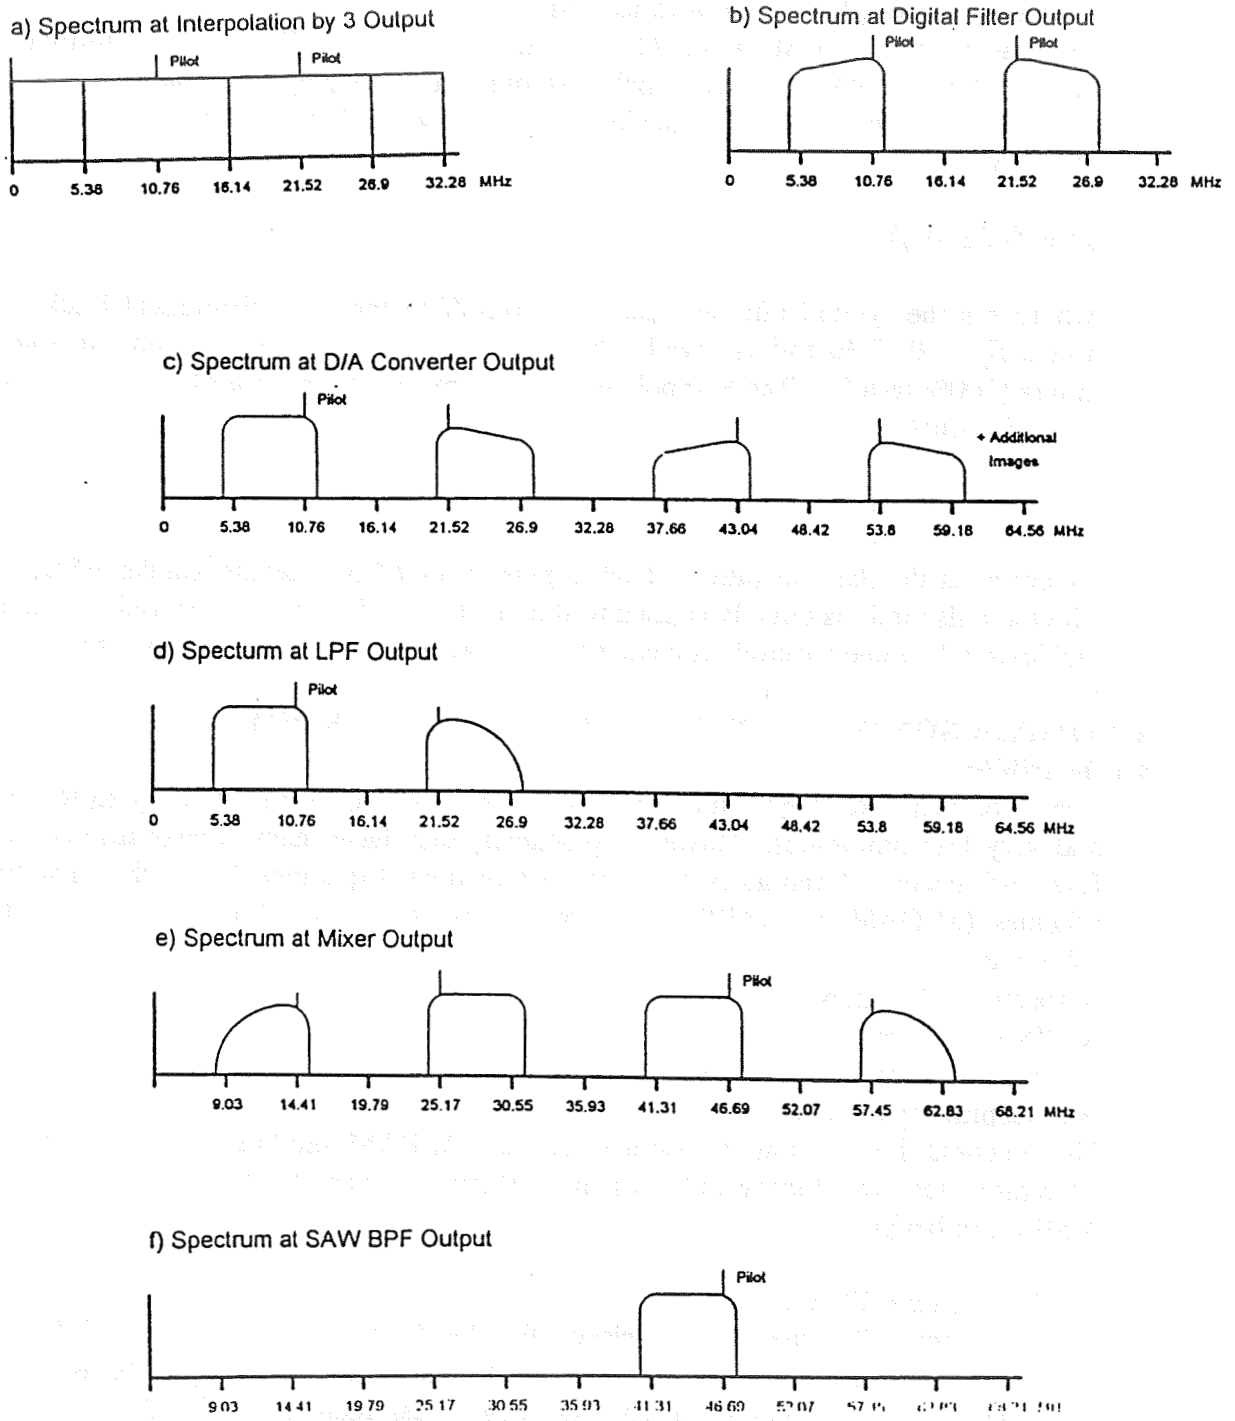 a) Spectrum at Interpolation by 3 Output
Pilot Pilot
0 5.38 10.76 16.14 21.52 26.9 32.28 MHz
b) Spectrum at Digital Filter Output
Pilot Pilot
0 5.38 10.76 16.14 21.52 26.9 32.28 MHz
c) Spectrum at D/A Converter Output
Pilot
+ Additional
Images
0 5.38 10.76 16.14 21.52 26.9 32.28 37.66 43.04 48.42 53.8 59.18 64.56 MHz
d) Specturm at LPF Output
Pilot
0 5.38 10.76 16.14 21.52 26.9 32.28 37.66 43.04 48.42 53.8 59.18 64.56 MHz
e) Spectrum at Mixer Output
Pilot
9.03 14.41 19.79 25.17 30.55 35.93 41.31 46.69 52.07 57.45 62.83 68.21 MHz
f) Spectrum at SAW BPF Output
Pilot
9 03 14 41 19 79 25 17 30 55 35 93 41 31 46 69 52 07